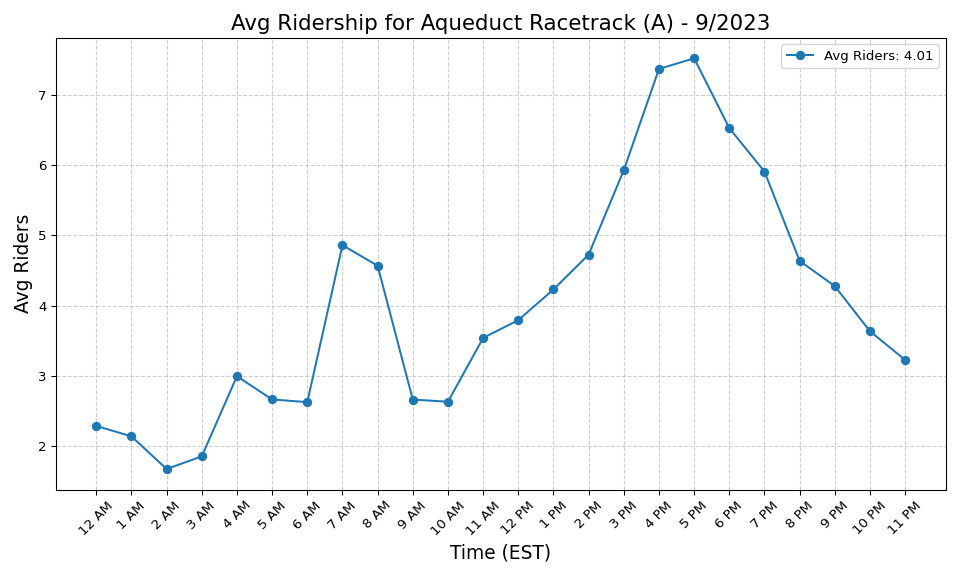 Avg Ridership for Aqueduct Racetrack (A) - 9/2023
Avg Riders: 4.01
Avg Riders
7
6
5
4
3
2
12 AM
1 AM
2 AM
3 AM
4 AM
5 AM
6 AM
7 AM
8 AM
9 AM
10 AM
11 AM
12 PM
1 PM
2 PM
3 PM
4 PM
5 PM
6 PM
7 PM
8 PM
9 PM
10 PM
11 PM
Time (EST)